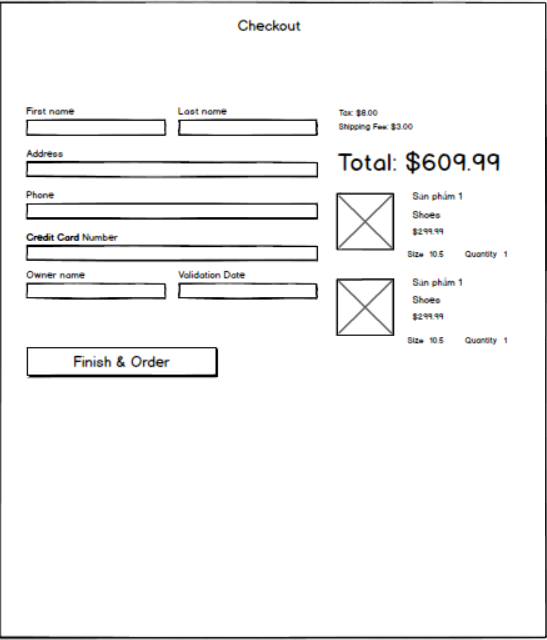 Checkout
First name
Last name
Address
Phone
Credit Card Number
Owner name
Validation Date
Finish & Order
Tax: $8.00
Shipping Fee: $3.00
Total: $609.99
Sản phẩm 1
Shoes
$299.99
Size 10.5 Quantity 1
Sản phẩm 1
Shoes
$299.99
Size 10.5 Quantity 1